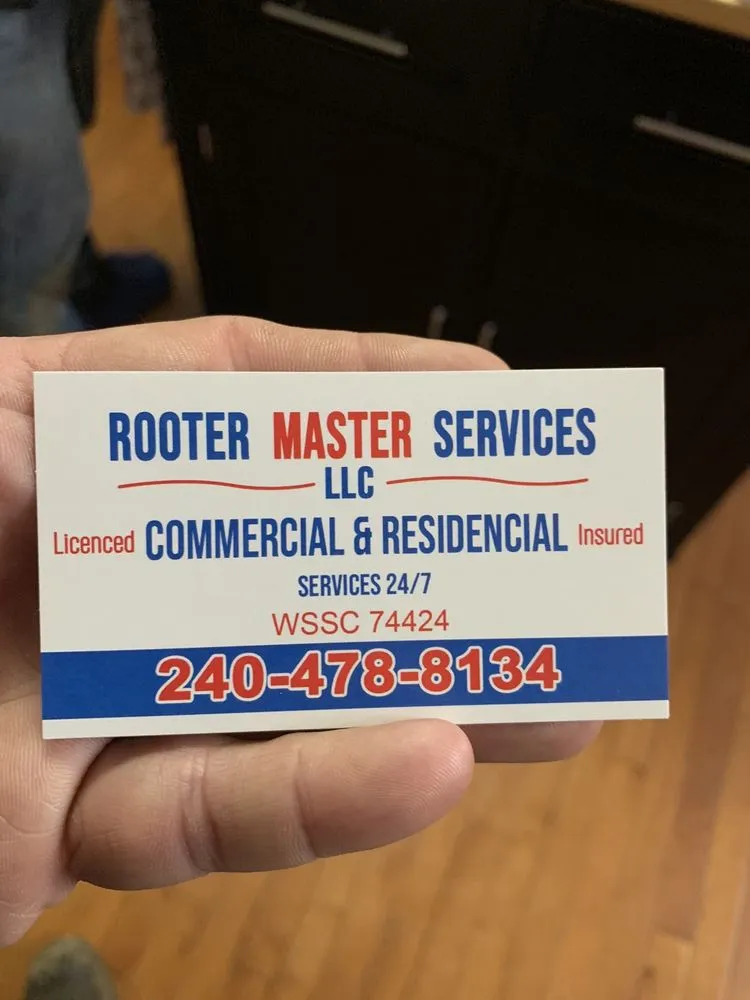 ROOTER MASTER SERVICES
LLC
Licenced COMMERCIAL & RESIDENCIAL Insured
SERVICES 24/7
WSSC 74424
240-478-8134